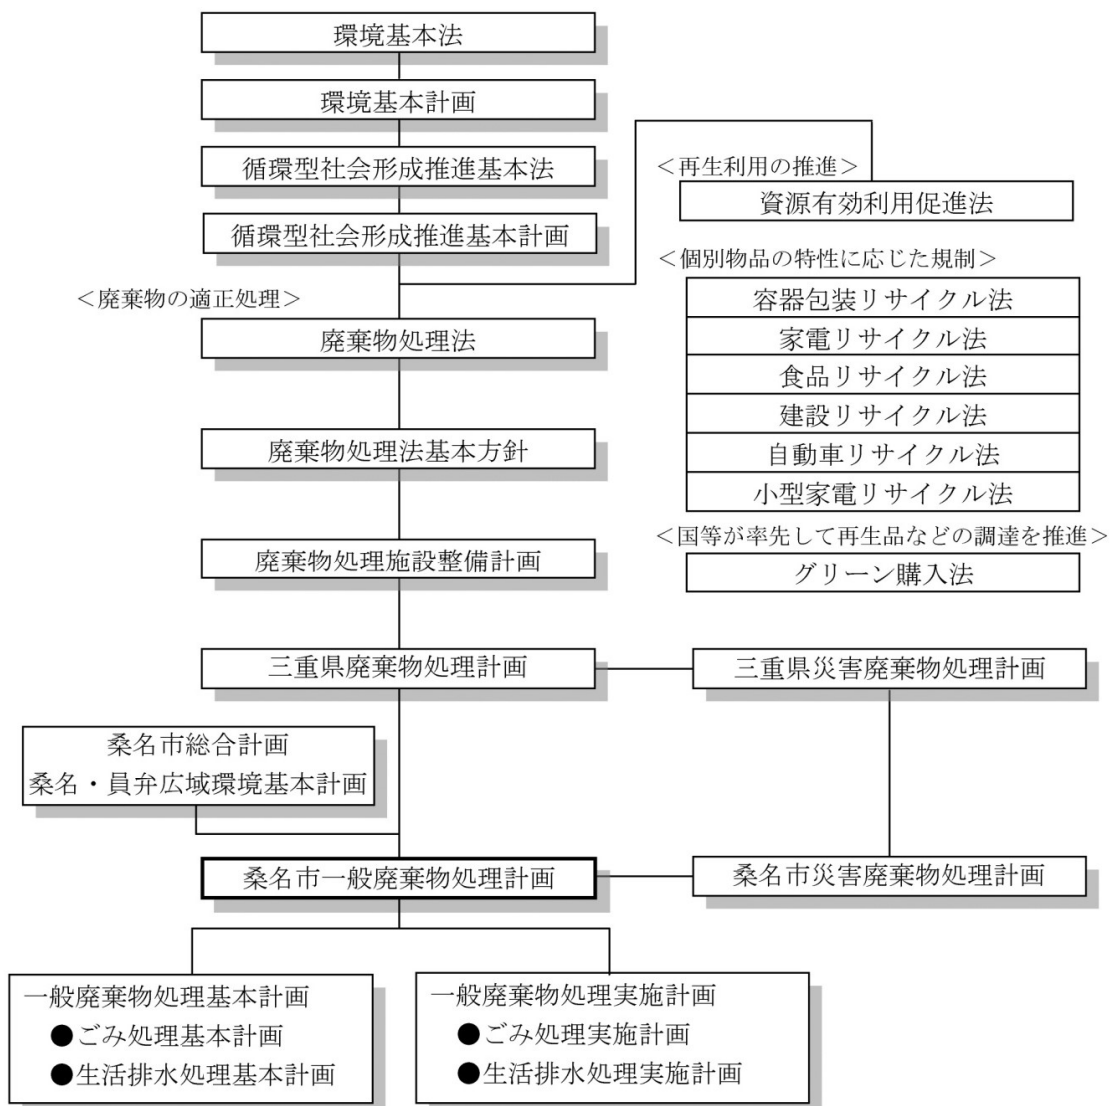 環境基本法
環境基本計画
循環型社会形成推進基本法
循環型社会形成推進基本計画
＜再生利用の推進＞
資源有効利用促進法
＜個別物品の特性に応じた規制＞
容器包装リサイクル法
家電リサイクル法
食品リサイクル法
建設リサイクル法
自動車リサイクル法
小型家電リサイクル法
＜国等が率先して再生品などの調達を推進＞
グリーン購入法
＜廃棄物の適正処理＞
廃棄物処理法
廃棄物処理法基本方針
廃棄物処理施設整備計画
三重県廃棄物処理計画
三重県災害廃棄物処理計画
桑名市総合計画
桑名・員弁広域環境基本計画
桑名市一般廃棄物処理計画
桑名市災害廃棄物処理計画
一般廃棄物処理基本計画
●ごみ処理基本計画
●生活排水処理基本計画
一般廃棄物処理実施計画
●ごみ処理実施計画
●生活排水処理実施計画